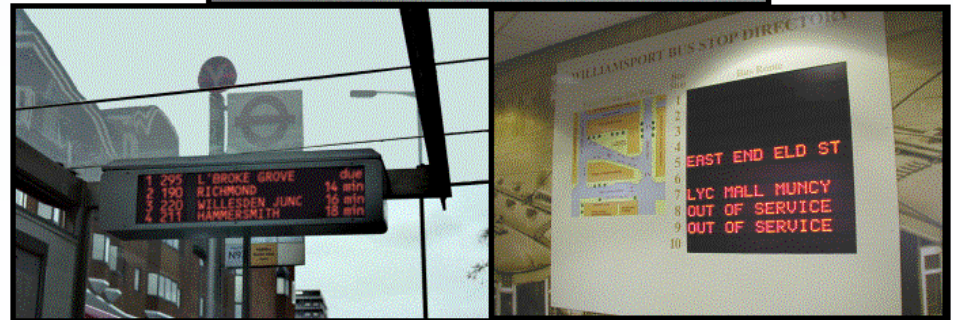 1 295 L'BROKE GROVE due
2 190 RICHMOND 14 min
3 220 WILLESDEN JUNC 16 min
4 211 HAMMERSMITH 18 min
WILLIAMSPORT BUS STOP DIRECTORY
Bus Route
1
2
3
4
5 EAST END ELD ST
6
7 LYC MALL MUNCY
8 OUT OF SERVICE
9 OUT OF SERVICE
10